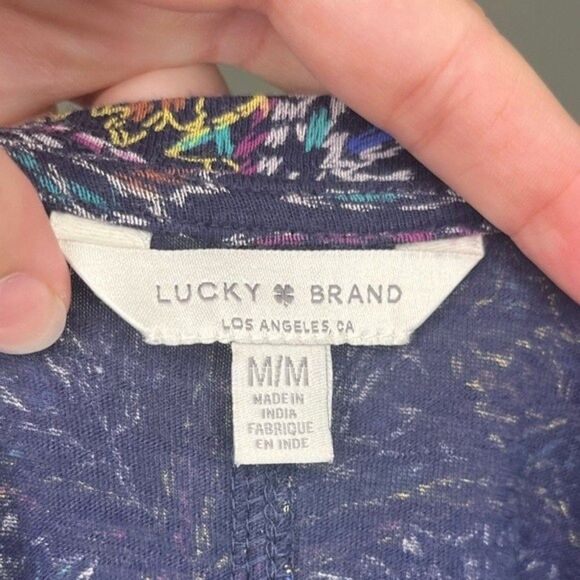 LUCKY BRAND
LOS ANGELES, CA
M/M
MADE IN
INDIA
FABRIQUE
EN INDE